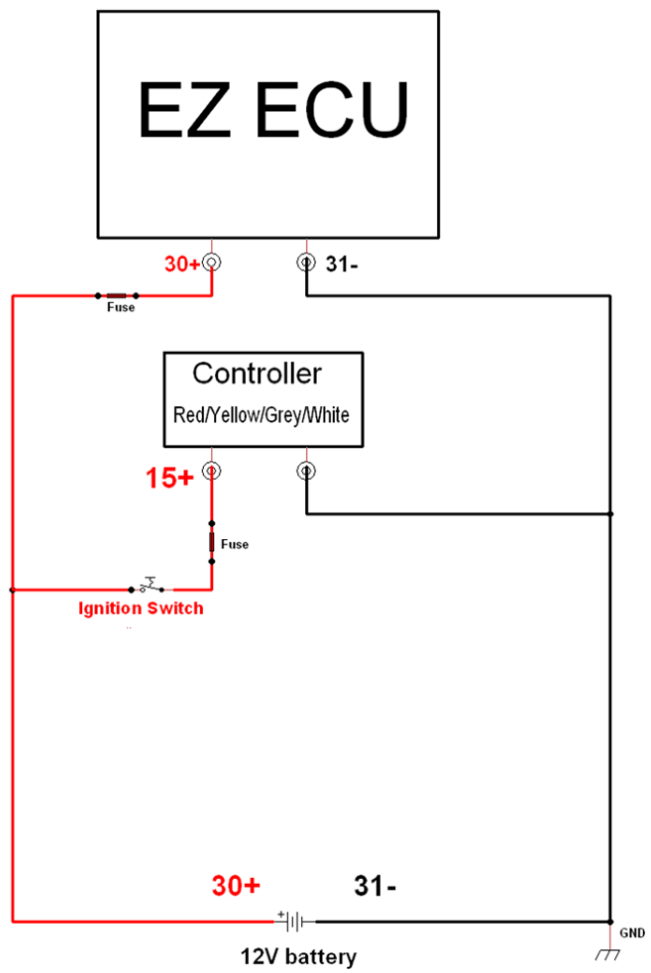 EZ ECU
30+ 31-
Fuse
Controller
Red/Yellow/Grey/White
15+
Fuse
Ignition Switch
30+ 31-
+
GND
12V battery